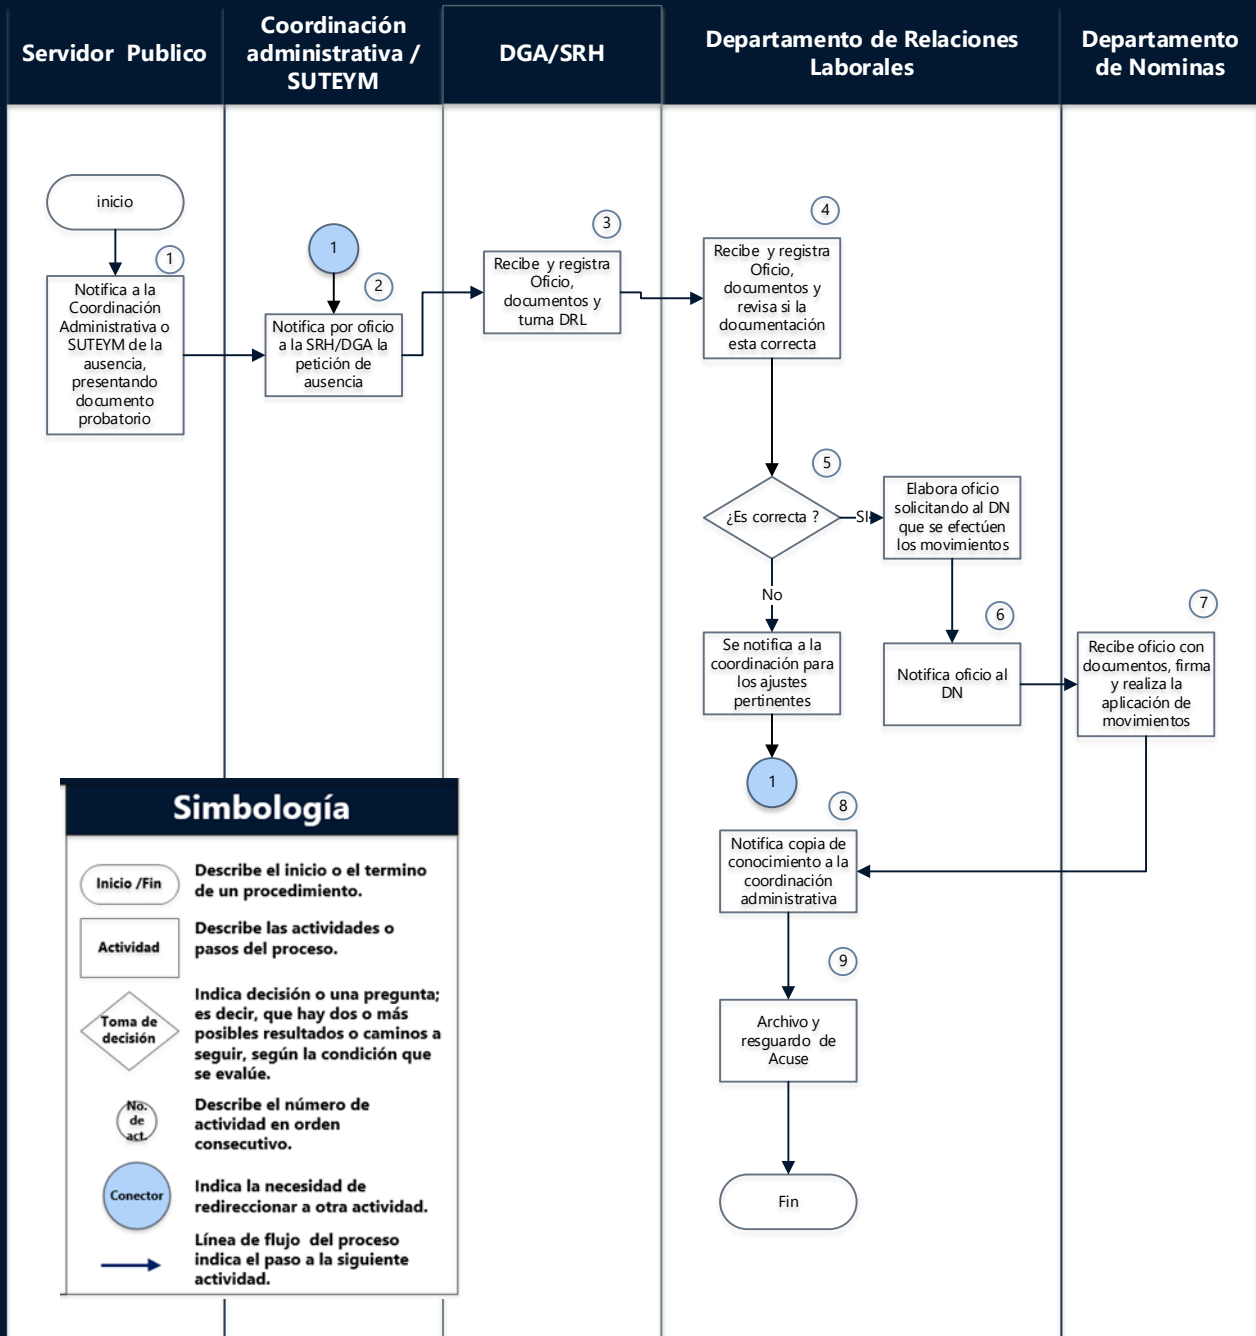 Servidor Publico
Coordinación
administrativa /
SUTEYM
DGA/SRH
Departamento de Relaciones
Laborales
Departamento
de Nominas
inicio
1
Notifica a la
Coordinación
Administrativa o
SUTEYM de la
ausencia,
presentando
documento
probatorio
1
2
Notifica por oficio
a la SRH/DGA la
petición de
ausencia
3
Recibe y registra
Oficio,
documentos y
turna DRL
4
Recibe y registra
Oficio,
documentos y
revisa si la
documentación
esta correcta
5
¿Es correcta ?
SI
Elabora oficio
solicitando al DN
que se efectúen
los movimientos
No
Se notifica a la
coordinación para
los ajustes
pertinentes
1
6
Notifica oficio al
DN
7
Recibe oficio con
documentos, firma
y realiza la
aplicación de
movimientos
8
Notifica copia de
conocimiento a la
coordinación
administrativa
9
Archivo y
resguardo de
Acuse
Fin
Simbología
Inicio /Fin
Describe el inicio o el termino
de un procedimiento.
Actividad
Describe las actividades o
pasos del proceso.
Toma de
decisión
Indica decisión o una pregunta;
es decir, que hay dos o más
posibles resultados o caminos a
seguir, según la condición que
se evalúe.
No.
de
act.
Describe el número de
actividad en orden
consecutivo.
Conector
Indica la necesidad de
redireccionar a otra actividad.
Línea de flujo del proceso
indica el paso a la siguiente
actividad.